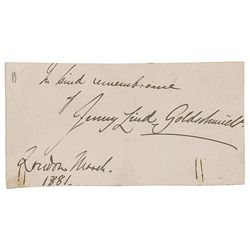 In kind remembrance
of
Jenny Lind Goldschmidt
London March.
1881.